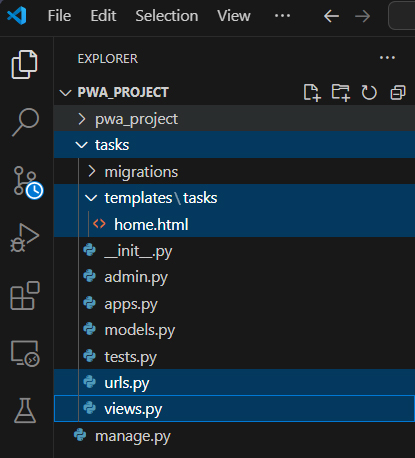 File Edit Selection View ···
EXPLORER ···
PWA_PROJECT
pwa_project
tasks
migrations
templates\tasks
<> home.html
__init__.py
admin.py
apps.py
models.py
tests.py
urls.py
views.py
manage.py